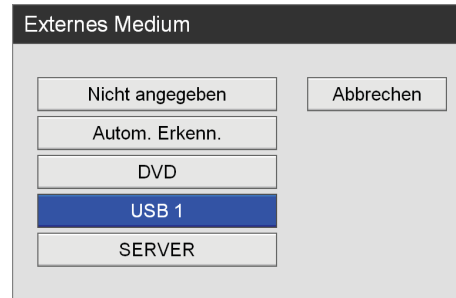 Externes Medium
Nicht angegeben
Abbrechen
Autom. Erkenn.
DVD
USB 1
SERVER